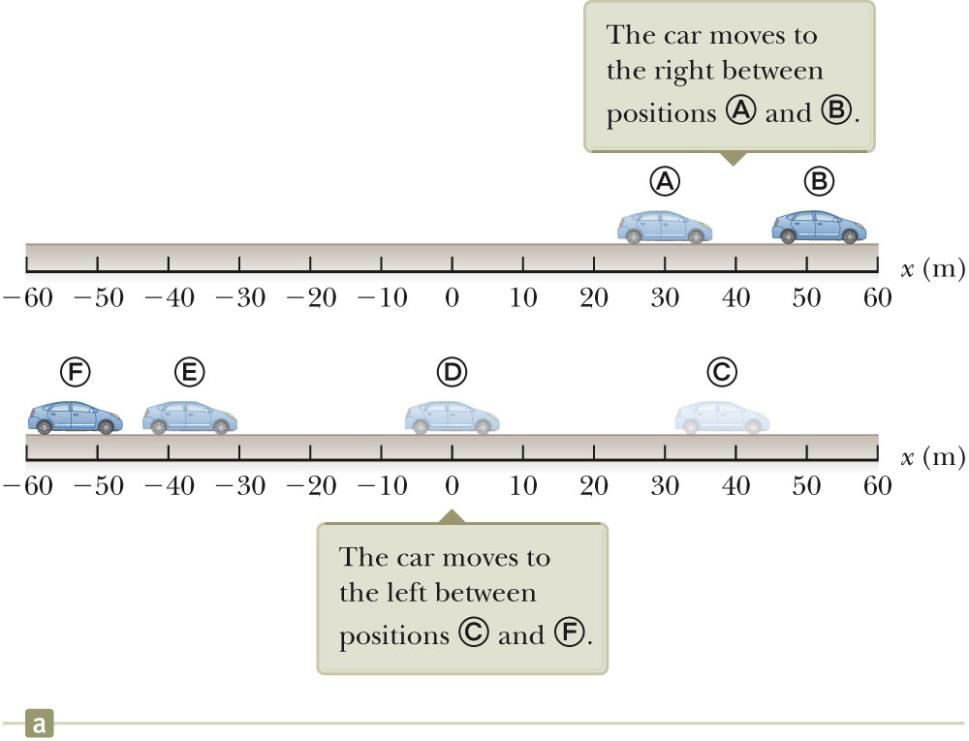 The car moves to
the right between
positions Ⓐ and Ⓑ.
Ⓐ Ⓑ
x (m)
−60 −50 −40 −30 −20 −10 0 10 20 30 40 50 60
Ⓕ Ⓔ Ⓓ Ⓒ
x (m)
−60 −50 −40 −30 −20 −10 0 10 20 30 40 50 60
The car moves to
the left between
positions Ⓒ and Ⓕ.
a